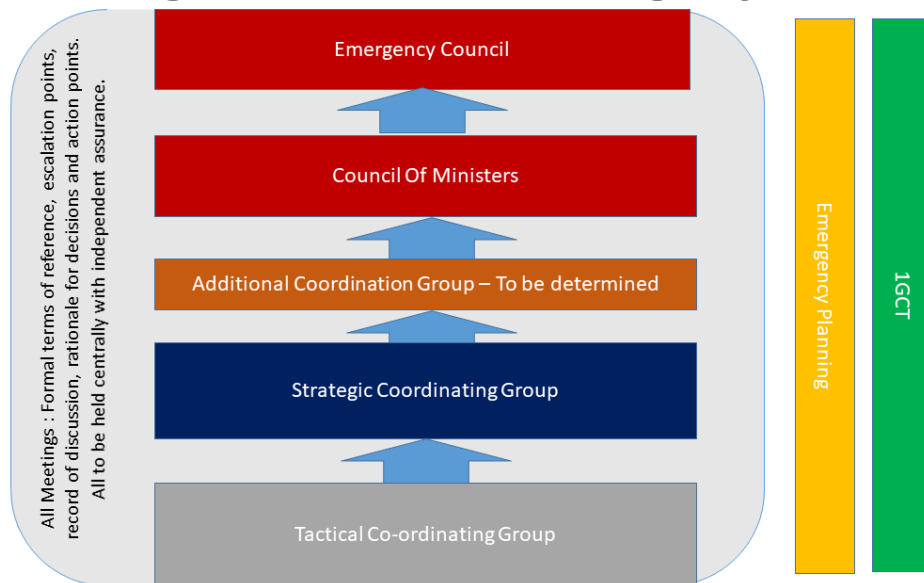 Emergency Council
Council Of Ministers
Additional Coordination Group – To be determined
Strategic Coordinating Group
Tactical Co-ordinating Group
All Meetings : Formal terms of reference, escalation points,
record of discussion, rationale for decisions and action points.
All to be held centrally with independent assurance.
Emergency Planning
1GCT